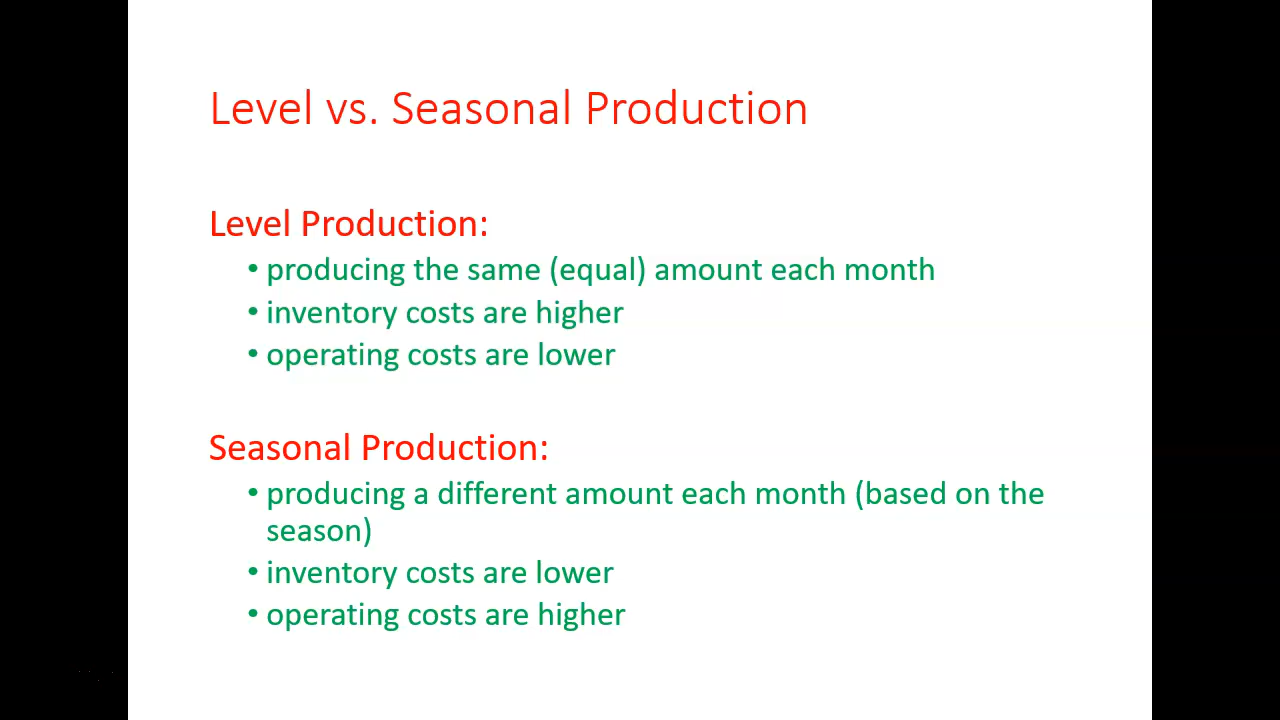 Level vs. Seasonal Production
Level Production:
• producing the same (equal) amount each month
• inventory costs are higher
• operating costs are lower
Seasonal Production:
• producing a different amount each month (based on the
season)
• inventory costs are lower
• operating costs are higher